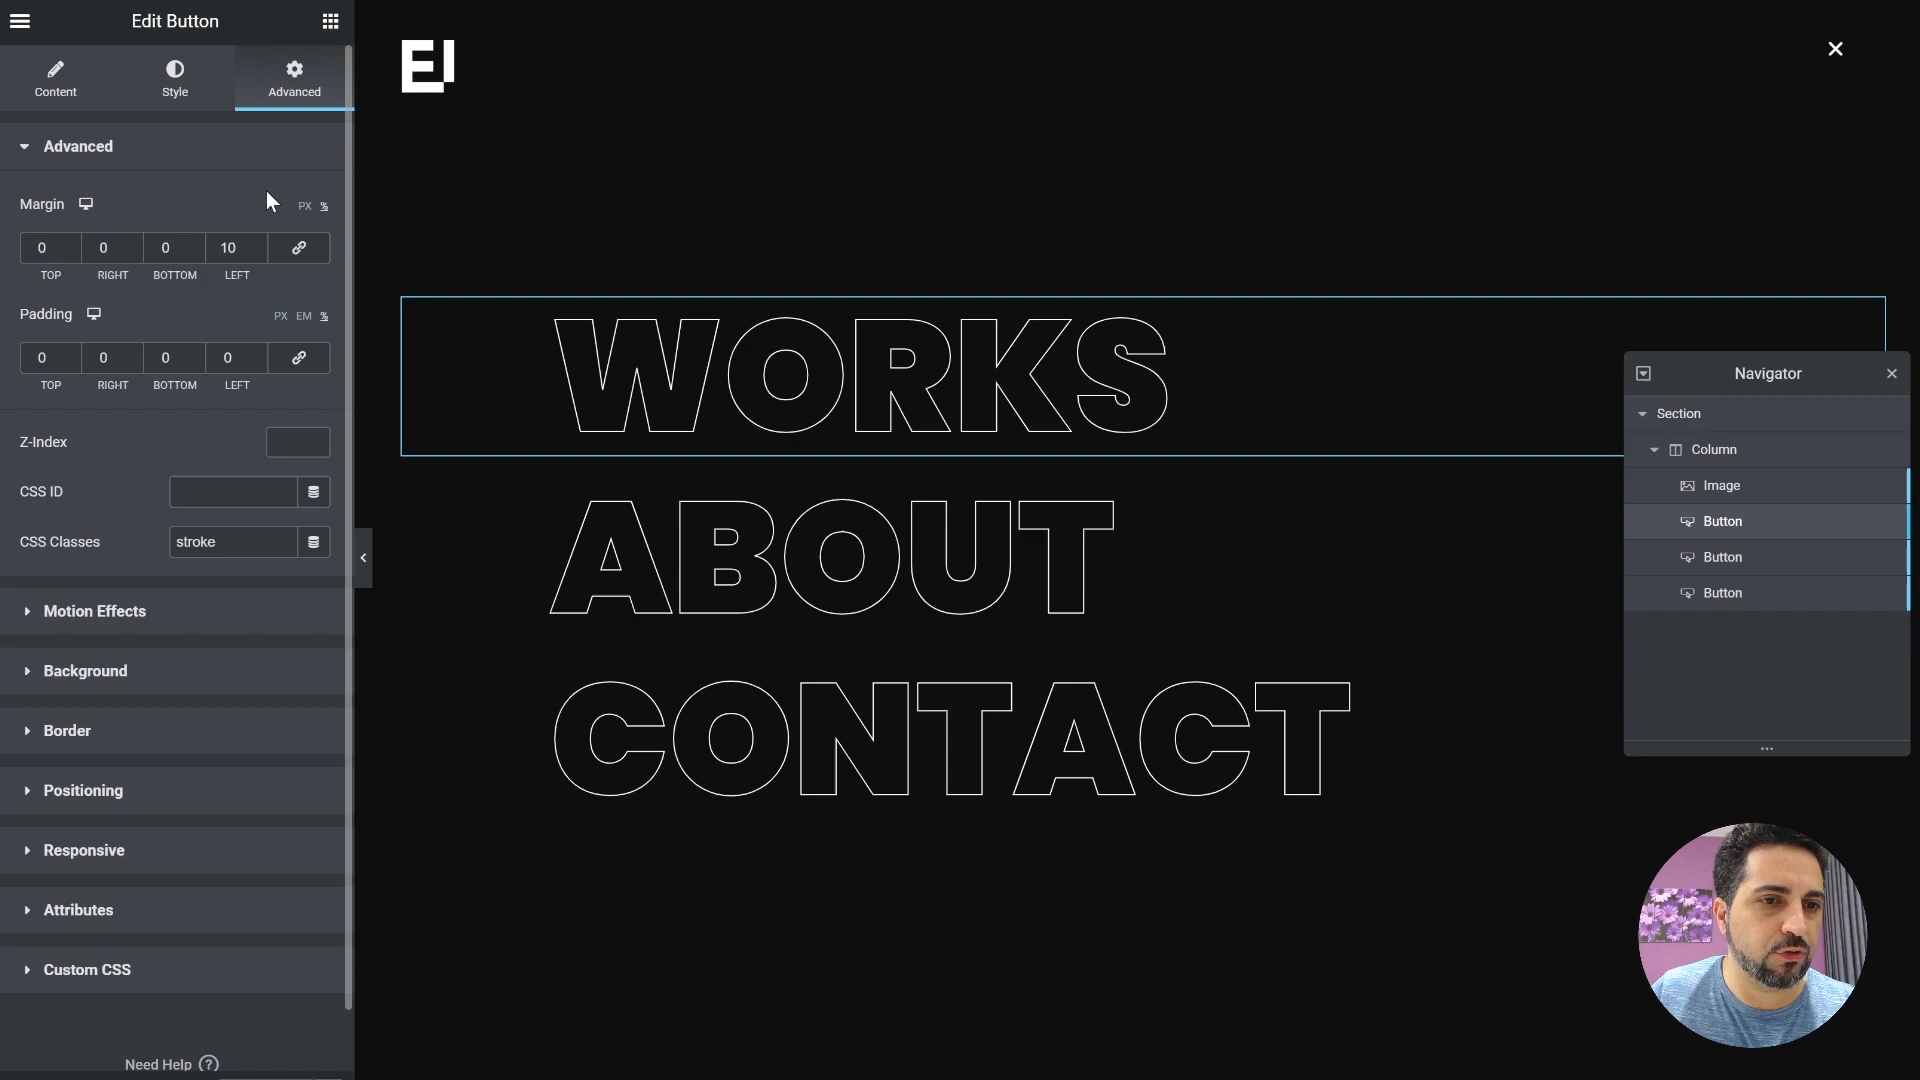 Edit Button
Content
Style
Advanced
Advanced
Margin
PX %
0 0 0 10
TOP RIGHT BOTTOM LEFT
Padding
PX EM %
0 0 0 0
TOP RIGHT BOTTOM LEFT
Z-Index
CSS ID
CSS Classes stroke
Motion Effects
Background
Border
Positioning
Responsive
Attributes
Custom CSS
Need Help ?
EI
WORKS
ABOUT
CONTACT
Navigator
Section
Column
Image
Button
Button
Button